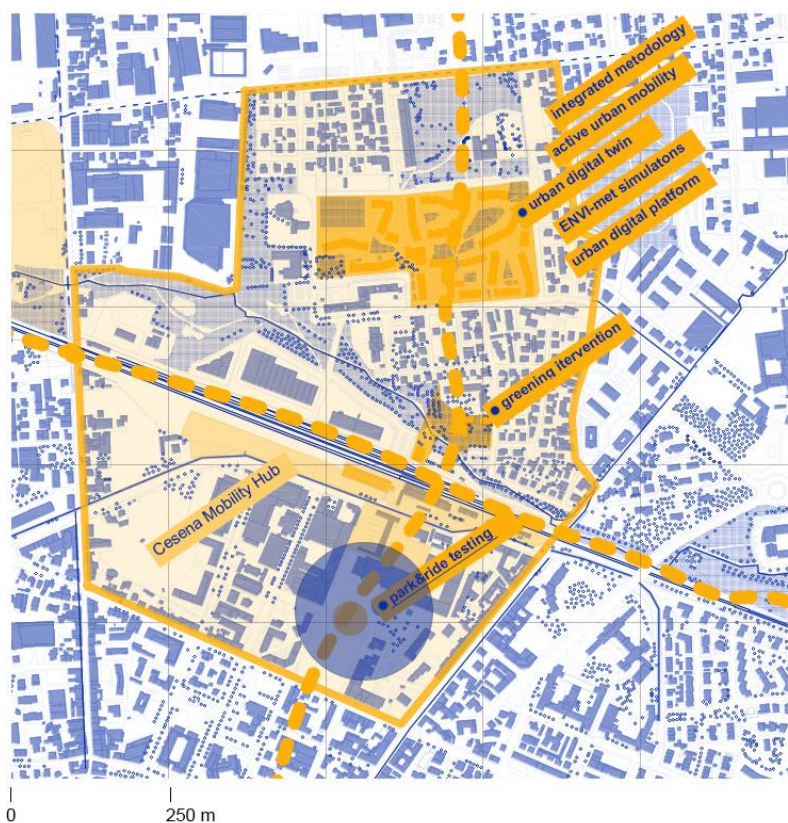 integrated metodology
active urban mobility
urban digital twin
ENVI-met simulatons
urban digital platform
greening itervention
Cesena Mobility Hub
park&ride testing
0
250 m